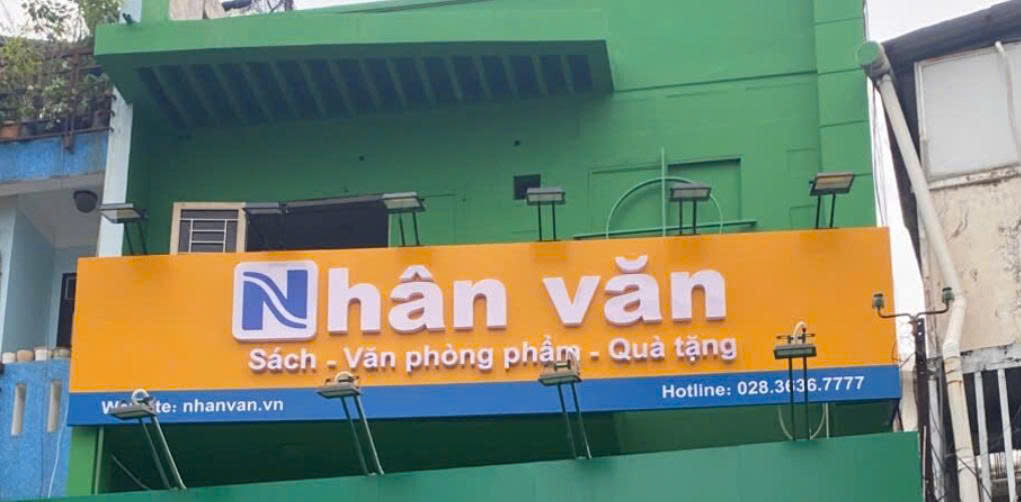 Nhân văn
Sách - Văn phòng phẩm - Quà tặng
Website: nhanvan.vn
Hotline: 028.3636.7777